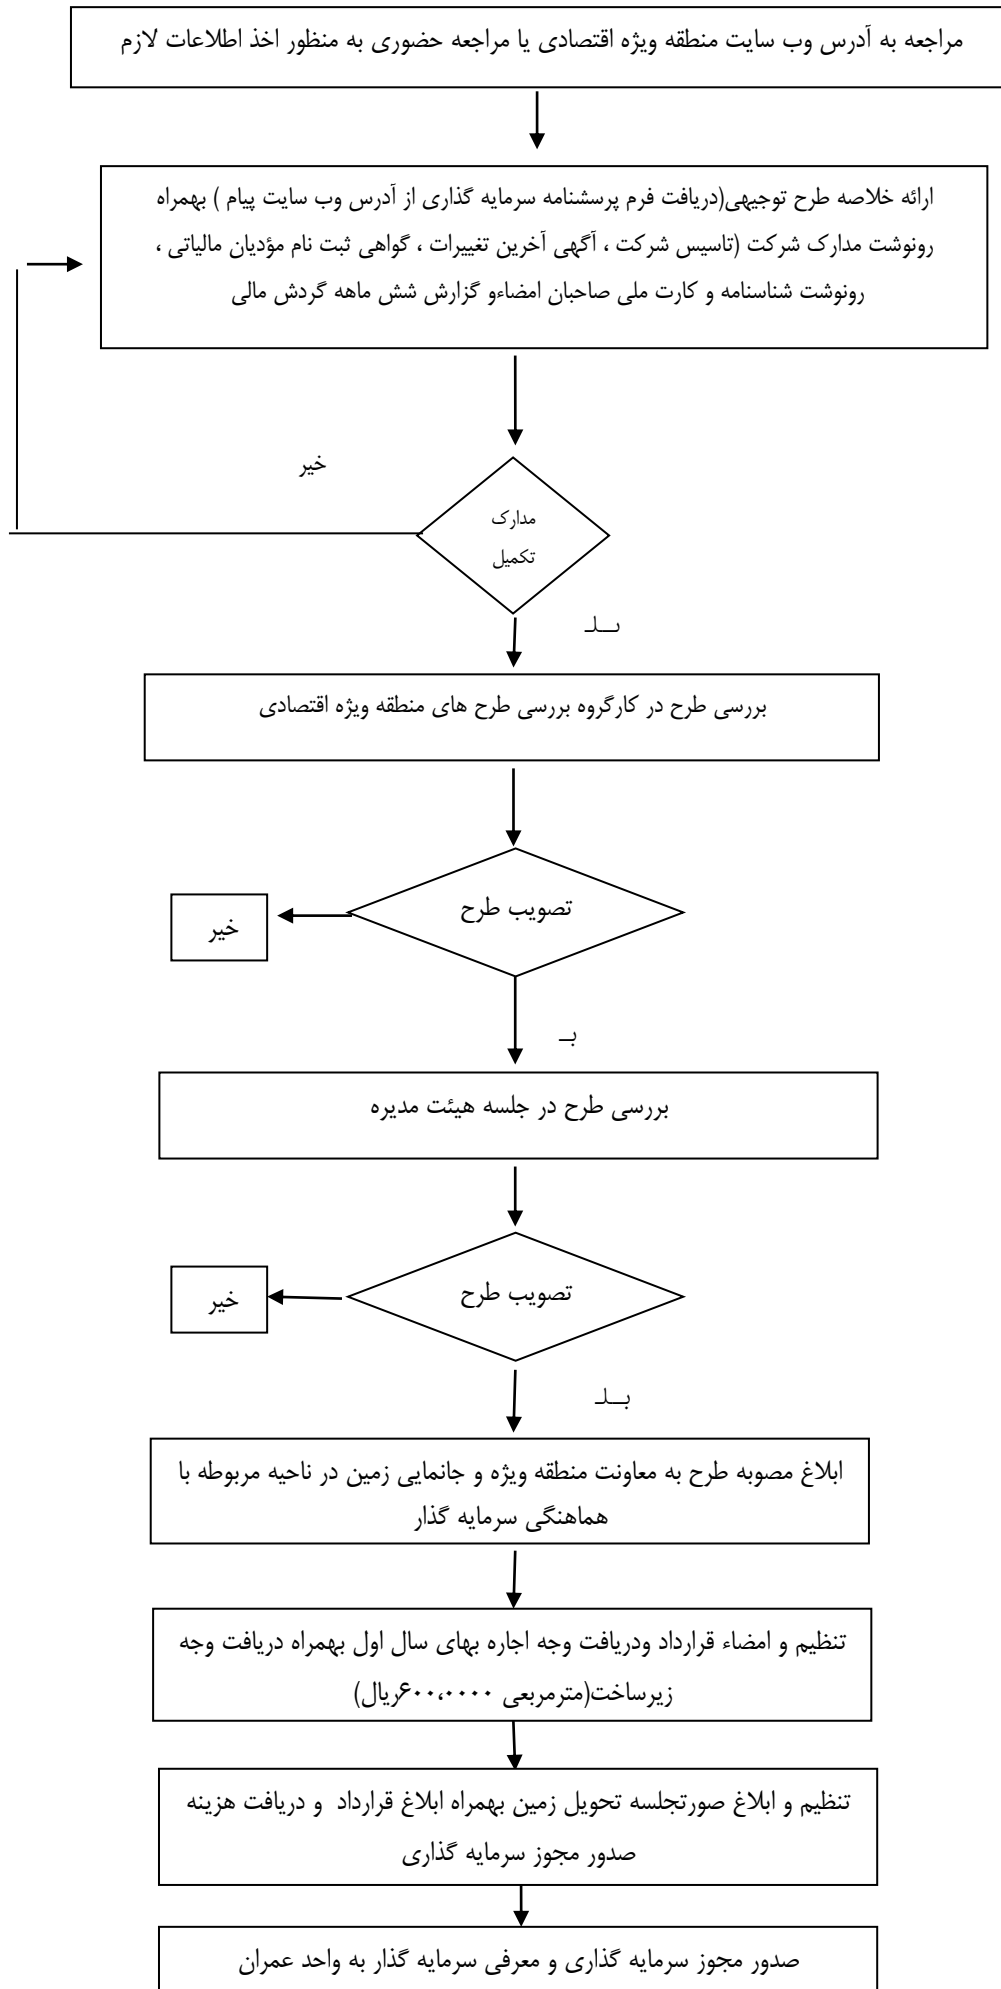 مراجعه به آدرس وب سایت منطقه ویژه اقتصادی یا مراجعه حضوری به منظور اخذ اطلاعات لازم
ارائه خلاصه طرح توجیهی(دریافت فرم پرسشنامه سرمایه گذاری از آدرس وب سایت پیام ) بهمراه
رونوشت مدارک شرکت (تاسیس شرکت ، آگهی آخرین تغییرات ، گواهی ثبت نام مؤدیان مالیاتی ،
رونوشت شناسنامه و کارت ملی صاحبان امضاءو گزارش شش ماهه گردش مالی
خیر
مدارک
تکمیل
بررسی طرح در کارگروه بررسی طرح های منطقه ویژه اقتصادی
تصویب طرح
خیر
بـ
بررسی طرح در جلسه هیئت مدیره
تصویب طرح
خیر
بــلـ
ابلاغ مصوبه طرح به معاونت منطقه ویژه و جانمایی زمین در ناحیه مربوطه با
هماهنگی سرمایه گذار
تنظیم و امضاء قرارداد ودریافت وجه اجاره بهای سال اول بهمراه دریافت وجه
زیرساخت(مترمربعی ۶۰۰،۰۰۰۰ریال)
تنظیم و ابلاغ صورتجلسه تحویل زمین بهمراه ابلاغ قرارداد و دریافت هزینه
صدور مجوز سرمایه گذاری
صدور مجوز سرمایه گذاری و معرفی سرمایه گذار به واحد عمران